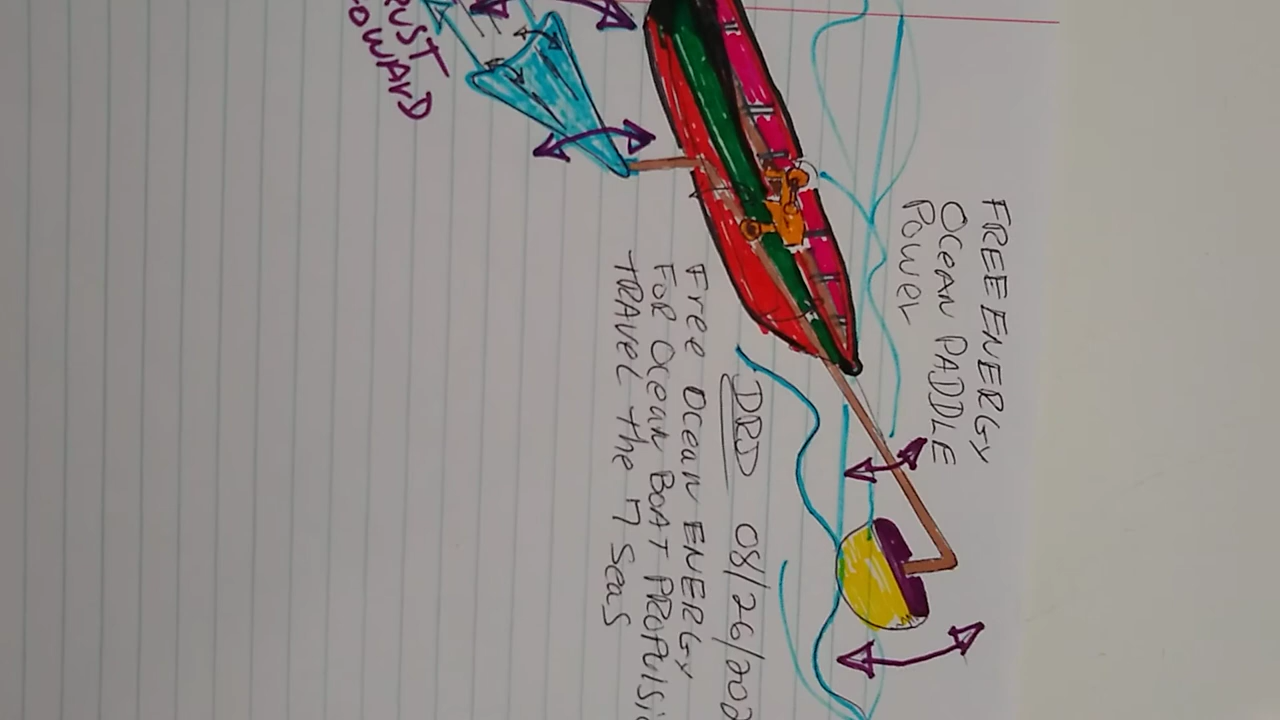 FREE ENERGY
OCEAN PADDLE
POWER
DRD 08/26/202
Free Ocean ENERGY
FOR OCEAN BOAT PROPULSI
TRAVEL the 7 Seas
RUST
OWARD